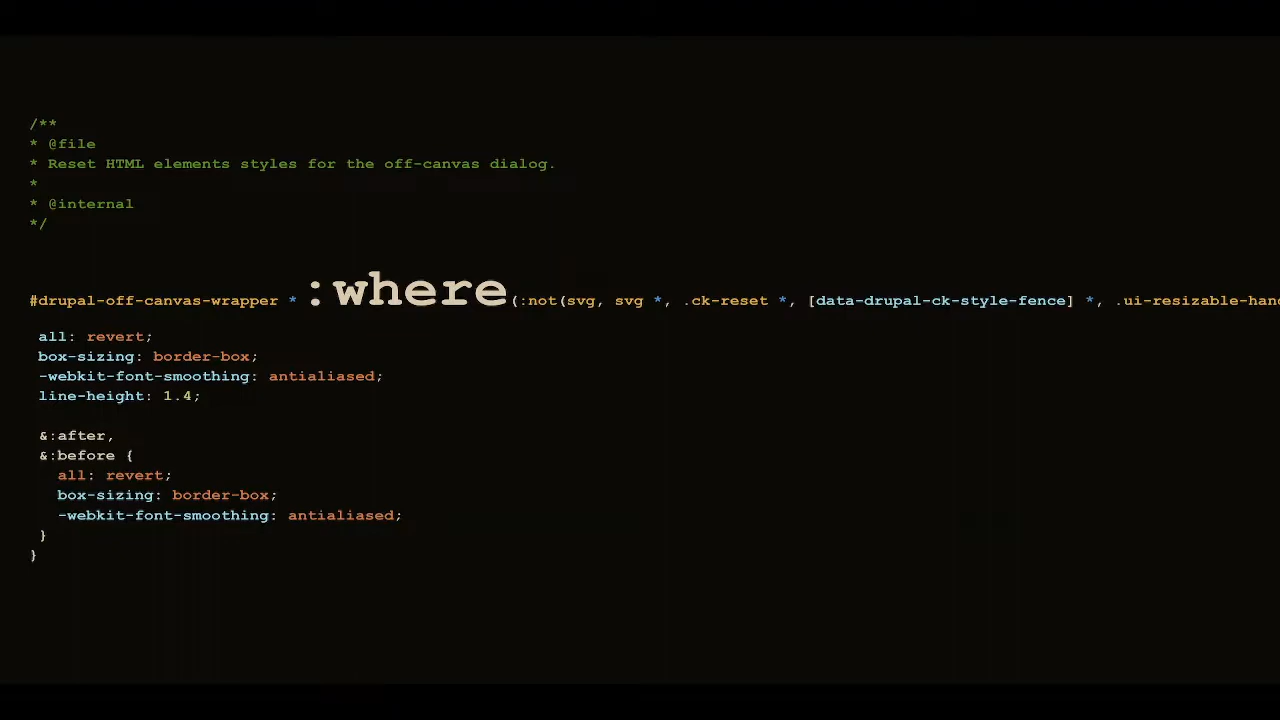 /**
* @file
* Reset HTML elements styles for the off-canvas dialog.
*
* @internal
*/
#drupal-off-canvas-wrapper * :where(:not(svg, svg *, .ck-reset *, [data-drupal-ck-style-fence] *, .ui-resizable-han
all: revert;
box-sizing: border-box;
-webkit-font-smoothing: antialiased;
line-height: 1.4;
&:after,
&:before {
all: revert;
box-sizing: border-box;
-webkit-font-smoothing: antialiased;
}
}